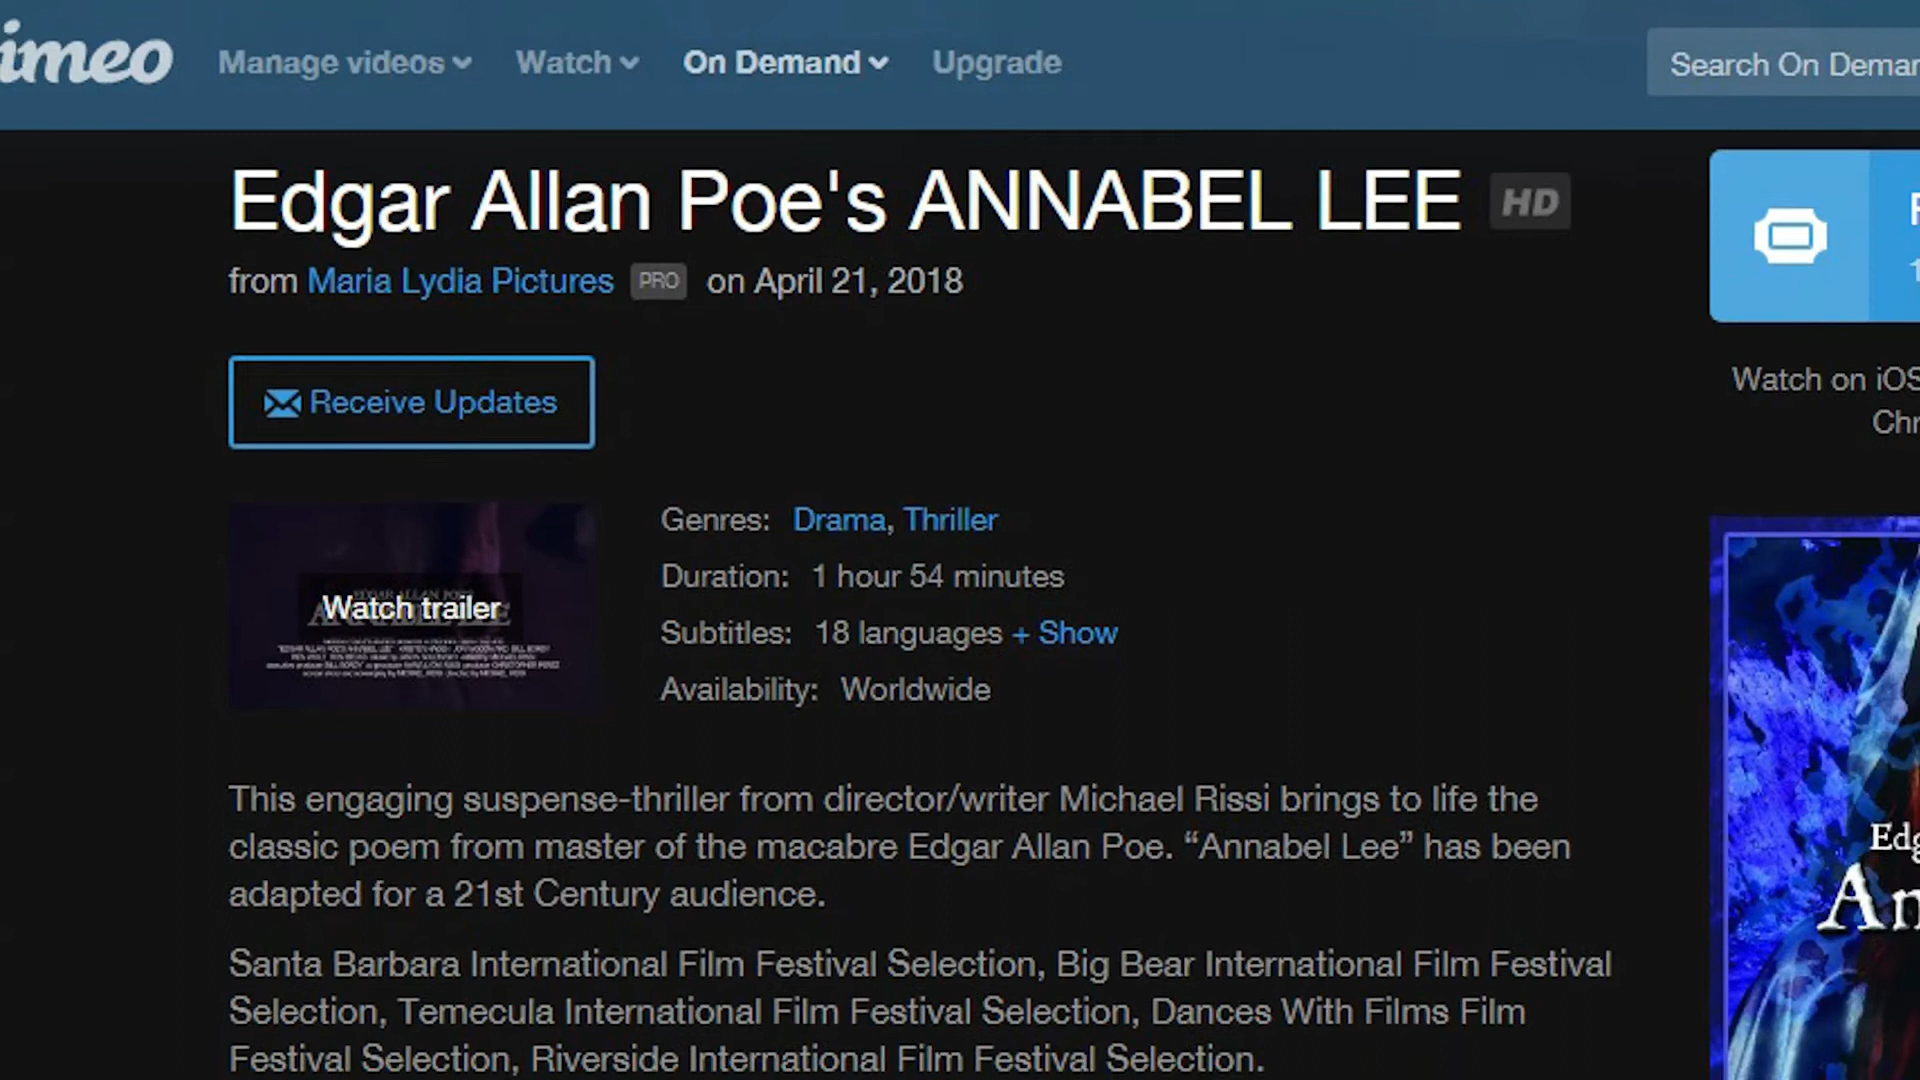 imeo Manage videos Watch On Demand Upgrade Search On
Edgar Allan Poe's ANNABEL LEE HD
from Maria Lydia Pictures PRO on April 21, 2018
Receive Updates
Watch on iOS
Genres: Drama, Thriller
Duration: 1 hour 54 minutes
Watch trailer
Subtitles: 18 languages + Show
Availability: Worldwide
This engaging suspense-thriller from director/writer Michael Rissi brings to life the
classic poem from master of the macabre Edgar Allan Poe. “Annabel Lee” has been
adapted for a 21st Century audience.
Santa Barbara International Film Festival Selection, Big Bear International Film Festival
Selection, Temecula International Film Festival Selection, Dances With Films Film
Festival Selection, Riverside International Film Festival Selection.